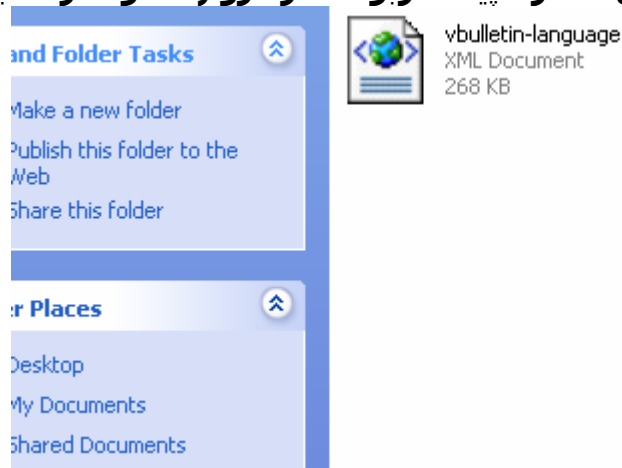 and Folder Tasks
Make a new folder
Publish this folder to the
Web
Share this folder
Places
Desktop
My Documents
Shared Documents
vbulletin-language
XML Document
268 KB